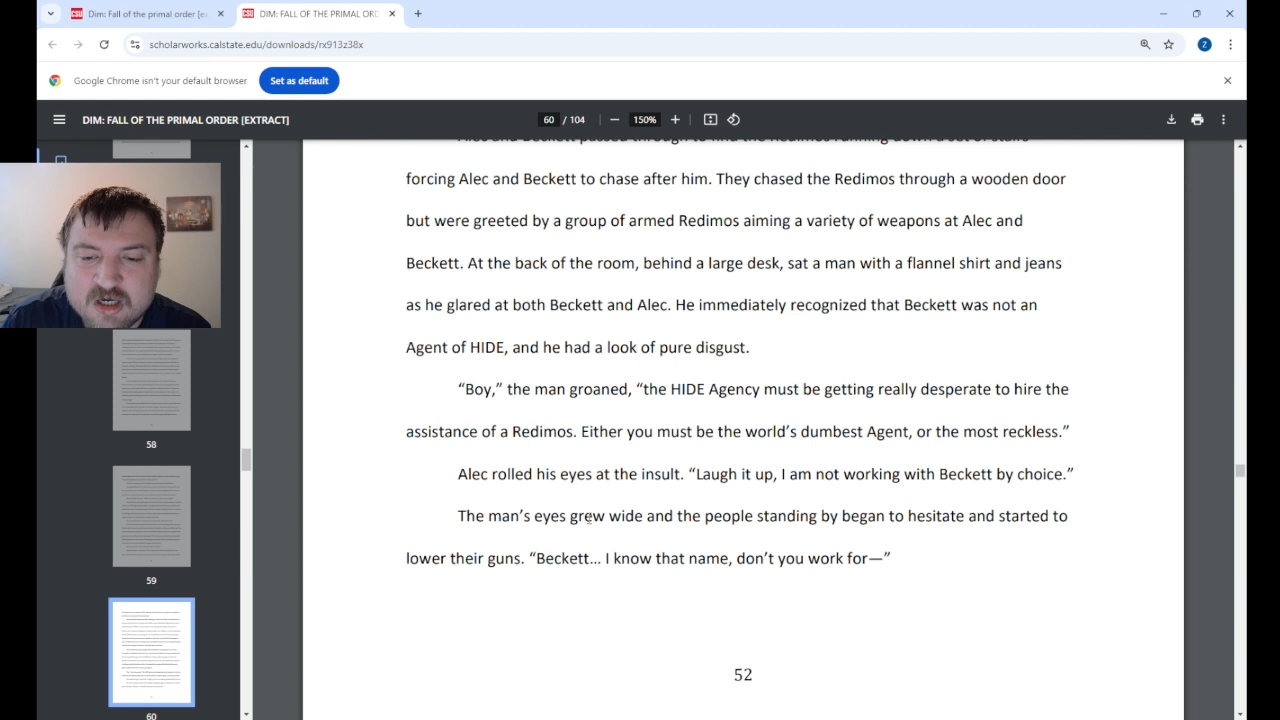 Dim: Fall of the primal order [ex
DIM: FALL OF THE PRIMAL ORD
scholarworks.calstate.edu/downloads/rx913z38x
Z
Google Chrome isn't your default browser
Set as default
DIM: FALL OF THE PRIMAL ORDER [EXTRACT]
60 / 104
150%
forcing Alec and Beckett to chase after him. They chased the Redimos through a wooden door
but were greeted by a group of armed Redimos aiming a variety of weapons at Alec and
Beckett. At the back of the room, behind a large desk, sat a man with a flannel shirt and jeans
as he glared at both Beckett and Alec. He immediately recognized that Beckett was not an
Agent of HIDE, and he had a look of pure disgust.
“Boy,” the man groaned, “the HIDE Agency must be getting really desperate to hire the
assistance of a Redimos. Either you must be the world’s dumbest Agent, or the most reckless.”
Alec rolled his eyes at the insult. “Laugh it up, I am not working with Beckett by choice.”
The man’s eyes grew wide and the people standing by began to hesitate and started to
lower their guns. “Beckett… I know that name, don’t you work for—”
52
58
59
60